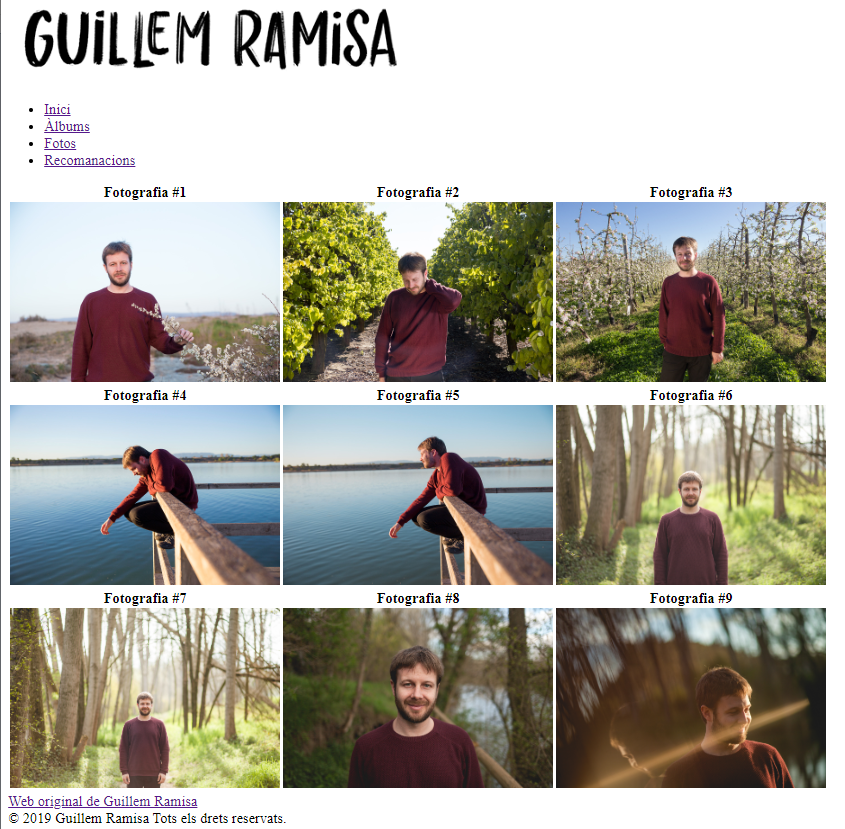 GUILLEM RAMISA
Inici
Àlbums
Fotos
Recomanacions
Fotografia #1 Fotografia #2 Fotografia #3
Fotografia #4 Fotografia #5 Fotografia #6
Fotografia #7 Fotografia #8 Fotografia #9
Web original de Guillem Ramisa
© 2019 Guillem Ramisa Tots els drets reservats.